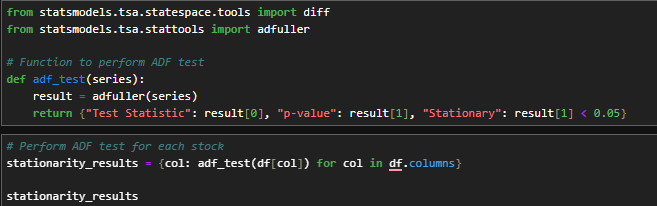 from statsmodels.tsa.statespace.tools import diff
from statsmodels.tsa.stattools import adfuller
# Function to perform ADF test
def adf_test(series):
    result = adfuller(series)
    return {"Test Statistic": result[0], "p-value": result[1], "Stationary": result[1] < 0.05}
# Perform ADF test for each stock
stationarity_results = {col: adf_test(df[col]) for col in df.columns}
stationarity_results